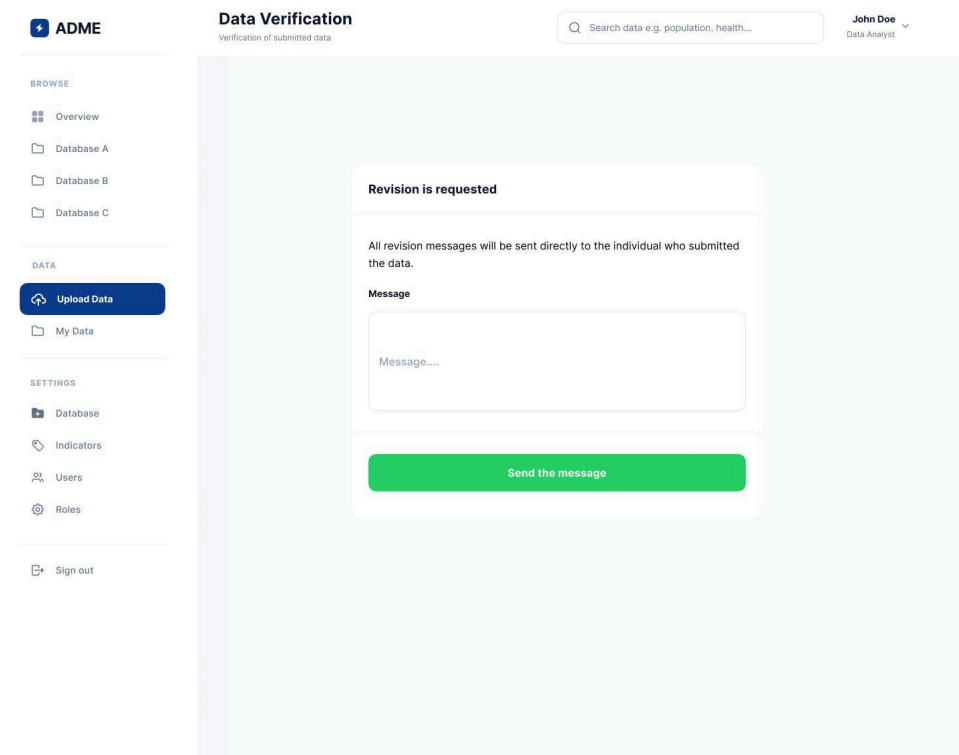 ADME
Data Verification
Verification of submitted data
Search data e.g. population, health...
John Doe
Data Analyst
BROWSE
Overview
Database A
Database B
Database C
DATA
Upload Data
My Data
SETTINGS
Database
Indicators
Users
Roles
Sign out
Revision is requested
All revision messages will be sent directly to the individual who submitted
the data.
Message
Message....
Send the message